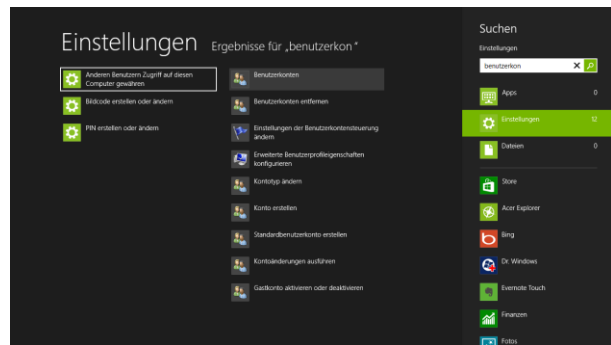 Einstellungen Ergebnisse für „benutzerkon“
Anderen Benutzern Zugriff auf diesen
Computer gewähren
Bildcode erstellen oder ändern
PIN erstellen oder ändern
Benutzerkonten
Benutzerkonten entfernen
Einstellungen der Benutzerkontensteuerung
ändern
Erweiterte Benutzerprofileigenschaften
konfigurieren
Kontotyp ändern
Konto erstellen
Standardbenutzerkonto erstellen
Kontoänderungen ausführen
Gastkonto aktivieren oder deaktivieren
Suchen
Einstellungen
benutzerkon
Apps 0
Einstellungen 12
Dateien 0
Store
Acer Explorer
Bing
Dr. Windows
Evernote Touch
Finanzen
Fotos